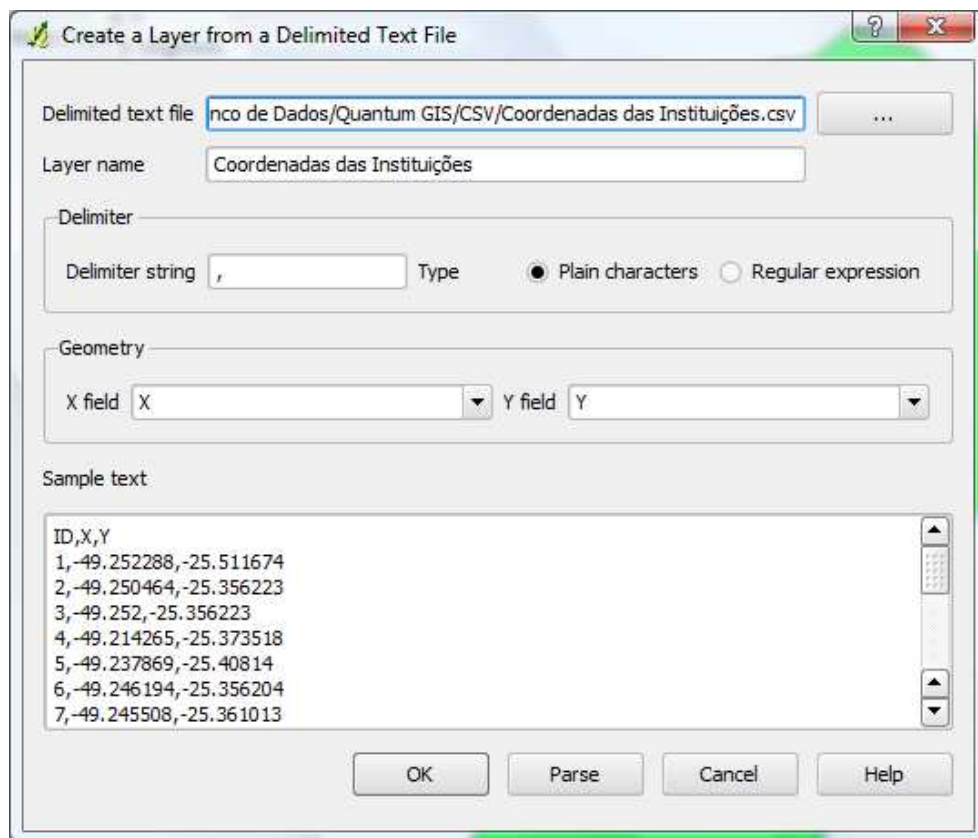 Create a Layer from a Delimited Text File
?
X
Delimited text file nco de Dados/Quantum GIS/CSV/Coordenadas das Instituições.csv ...
Layer name Coordenadas das Instituições
Delimiter
Delimiter string , Type Plain characters Regular expression
Geometry
X field X Y field Y
Sample text
ID,X,Y
1,-49.252288,-25.511674
2,-49.250464,-25.356223
3,-49.252,-25.356223
4,-49.214265,-25.373518
5,-49.237869,-25.40814
6,-49.246194,-25.356204
7,-49.245508,-25.361013
OK Parse Cancel Help